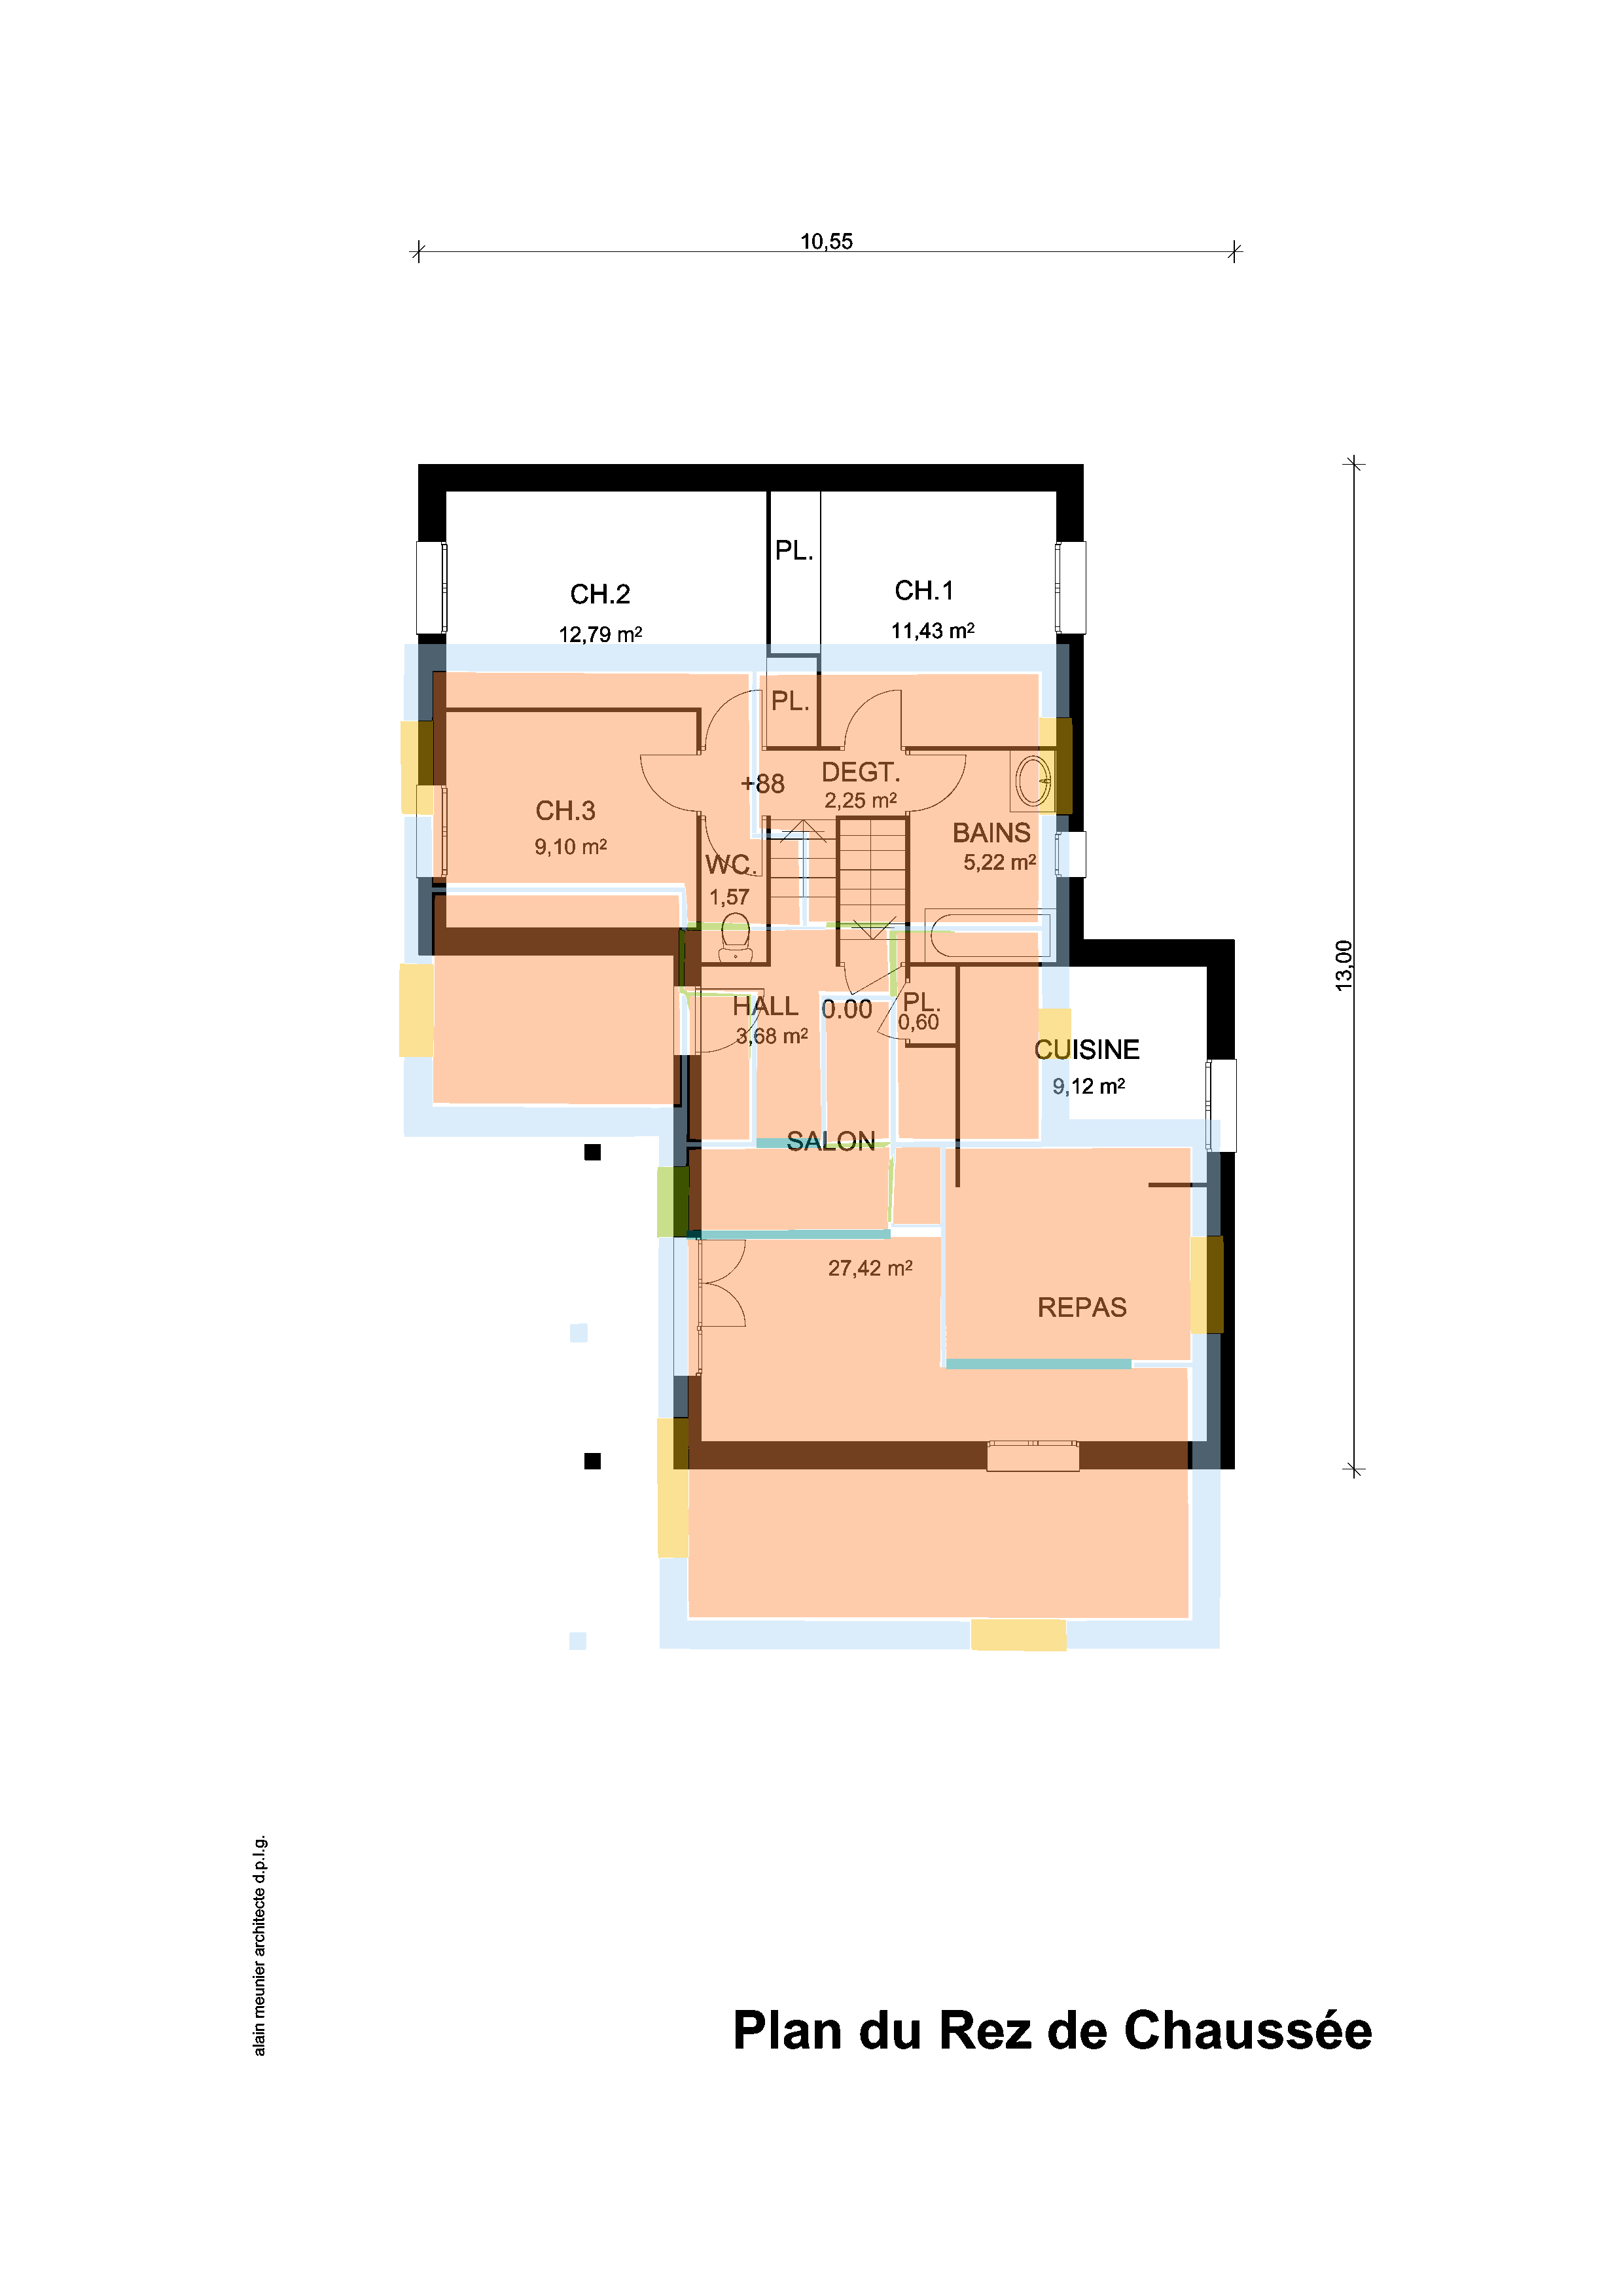 10,55
PL.
CH.2
CH.1
12,79 m²
11,43 m²
PL.
+88
DEGT.
2,25 m²
CH.3
9,10 m²
BAINS
5,22 m²
WC.
1,57
13,00
HALL
3,68 m²
0.00
PL.
0,60
CUISINE
9,12 m²
SALON
27,42 m²
REPAS
alain meunier architecte d.p.l.g.
Plan du Rez de Chaussée